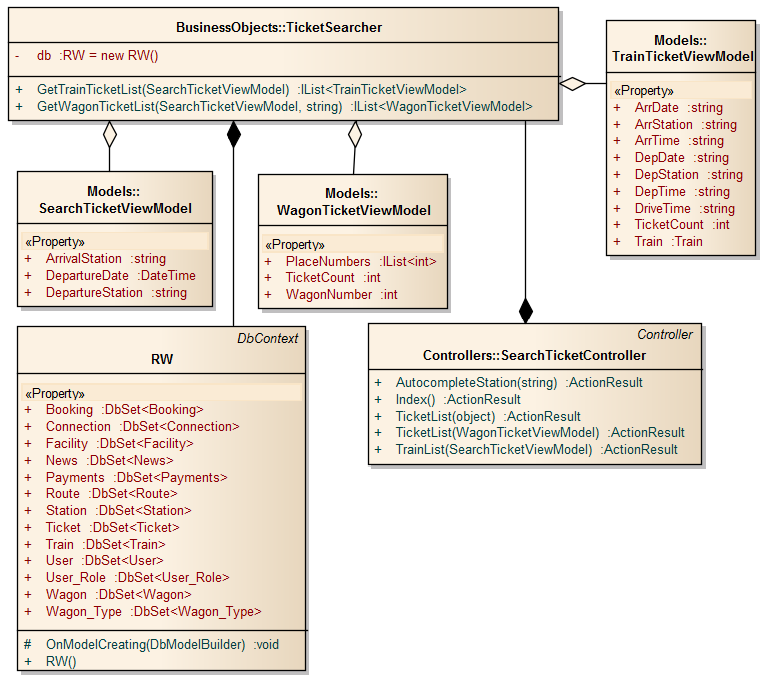 BusinessObjects::TicketSearcher
- db :RW = new RW()
+ GetTrainTicketList(SearchTicketViewModel) :IList<TrainTicketViewModel>
+ GetWagonTicketList(SearchTicketViewModel, string) :IList<WagonTicketViewModel>
Models::
TrainTicketViewModel
«Property»
+ ArrDate :string
+ ArrStation :string
+ ArrTime :string
+ DepDate :string
+ DepStation :string
+ DepTime :string
+ DriveTime :string
+ TicketCount :int
+ Train :Train
Models::
SearchTicketViewModel
«Property»
+ ArrivalStation :string
+ DepartureDate :DateTime
+ DepartureStation :string
Models::
WagonTicketViewModel
«Property»
+ PlaceNumbers :IList<int>
+ TicketCount :int
+ WagonNumber :int
DbContext
RW
«Property»
+ Booking :DbSet<Booking>
+ Connection :DbSet<Connection>
+ Facility :DbSet<Facility>
+ News :DbSet<News>
+ Payments :DbSet<Payments>
+ Route :DbSet<Route>
+ Station :DbSet<Station>
+ Ticket :DbSet<Ticket>
+ Train :DbSet<Train>
+ User :DbSet<User>
+ User_Role :DbSet<User_Role>
+ Wagon :DbSet<Wagon>
+ Wagon_Type :DbSet<Wagon_Type>
# OnModelCreating(DbModelBuilder) :void
+ RW()
Controller
Controllers::SearchTicketController
+ AutocompleteStation(string) :ActionResult
+ Index() :ActionResult
+ TicketList(object) :ActionResult
+ TicketList(WagonTicketViewModel) :ActionResult
+ TrainList(SearchTicketViewModel) :ActionResult